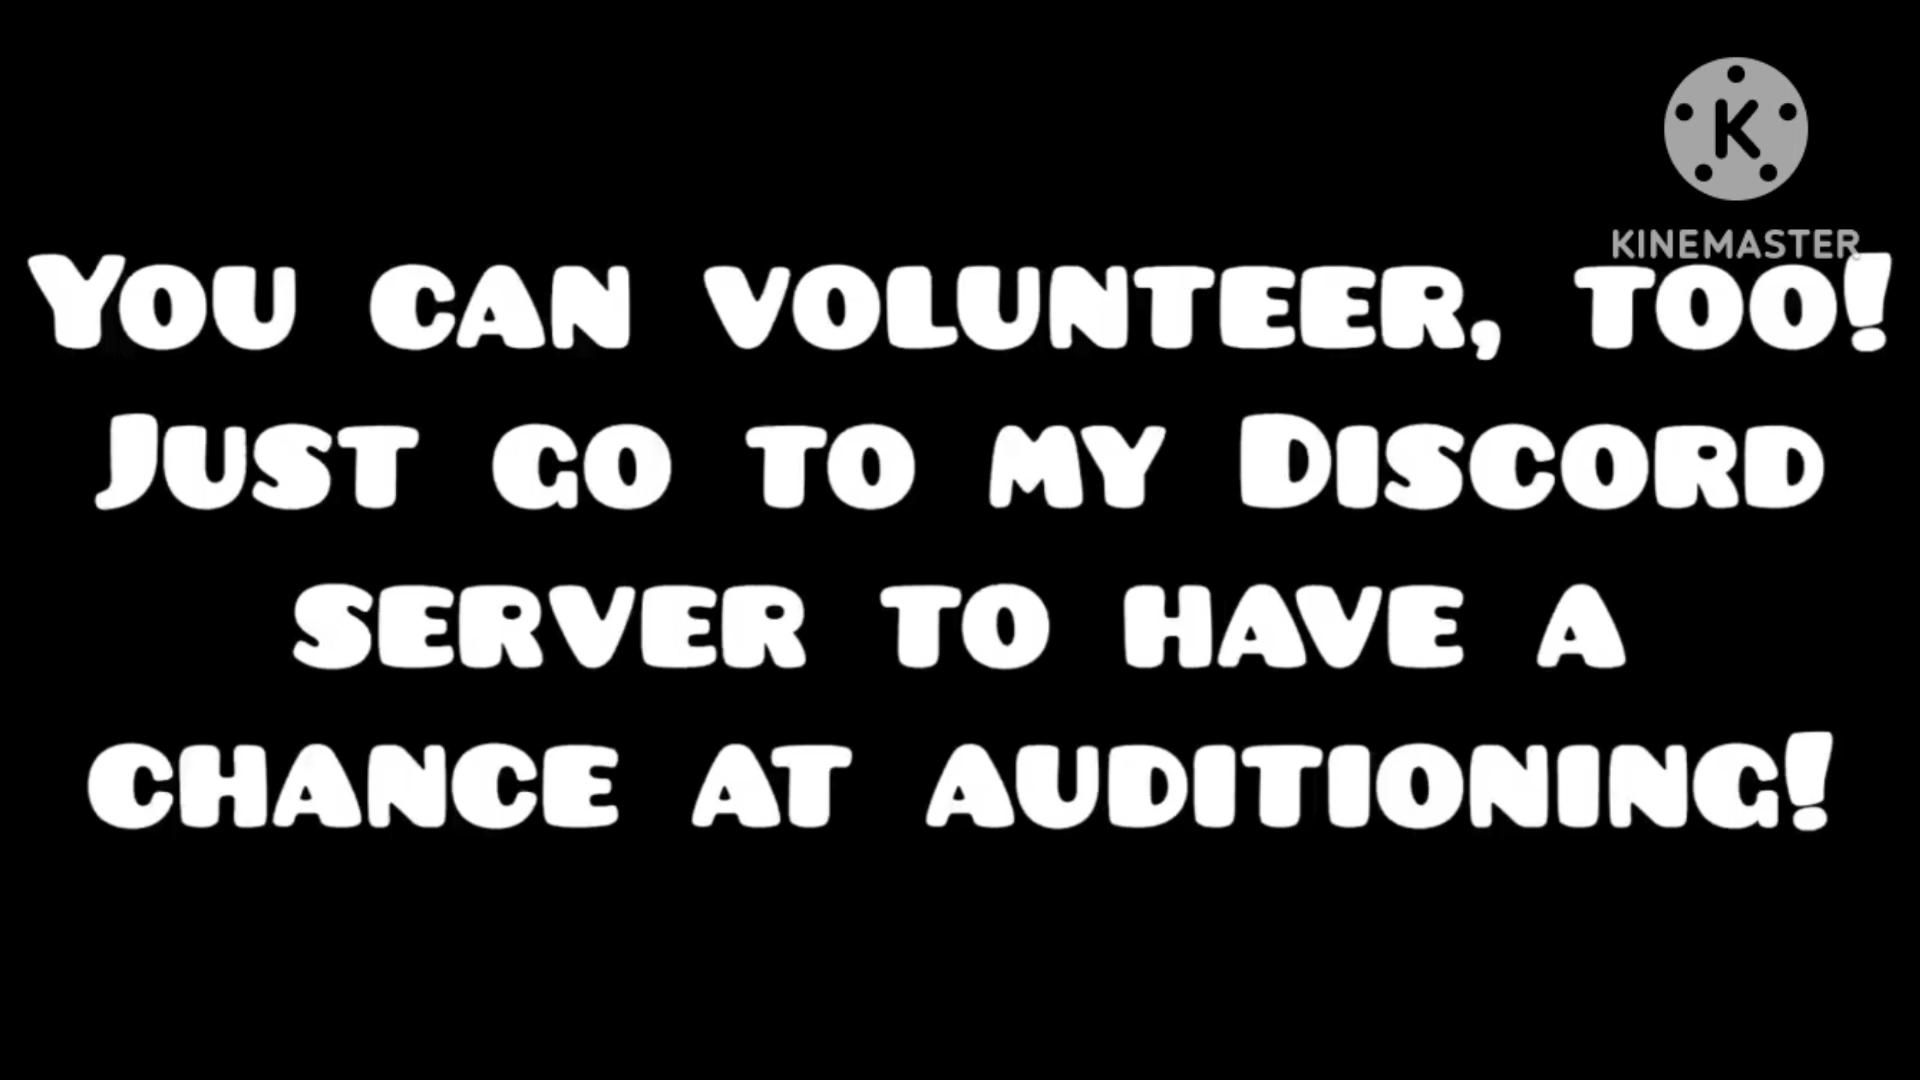 K
KINEMASTER
You can volunteer, too!
Just go to my Discord
server to have a
chance at auditioning!